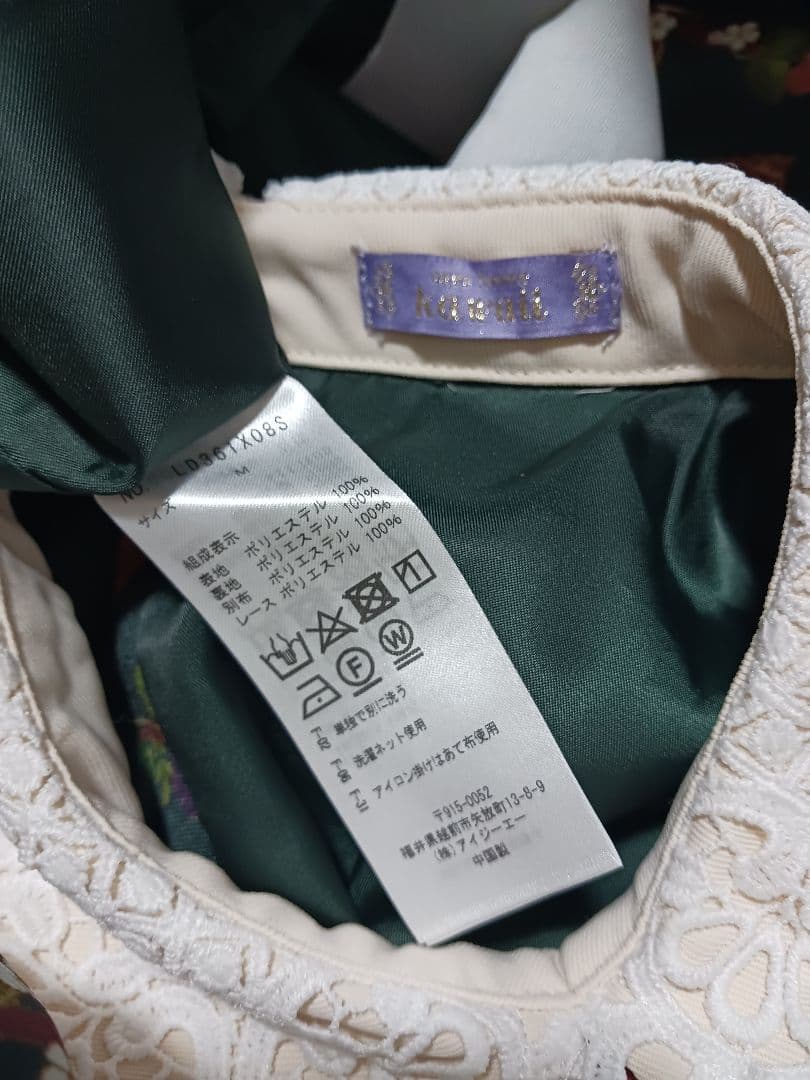 kawaii
NO. LD361X08S
サイズ M
組成表示
表地 ポリエステル 100%
裏地 ポリエステル 100%
別布 ポリエステル 100%
レース ポリエステル 100%
1
F W
単独で別に洗う
洗濯ネット使用
アイロン掛けはあて布使用
〒915-0052
福井県越前市矢放町13-8-9
(株)アイジーエー
中国製